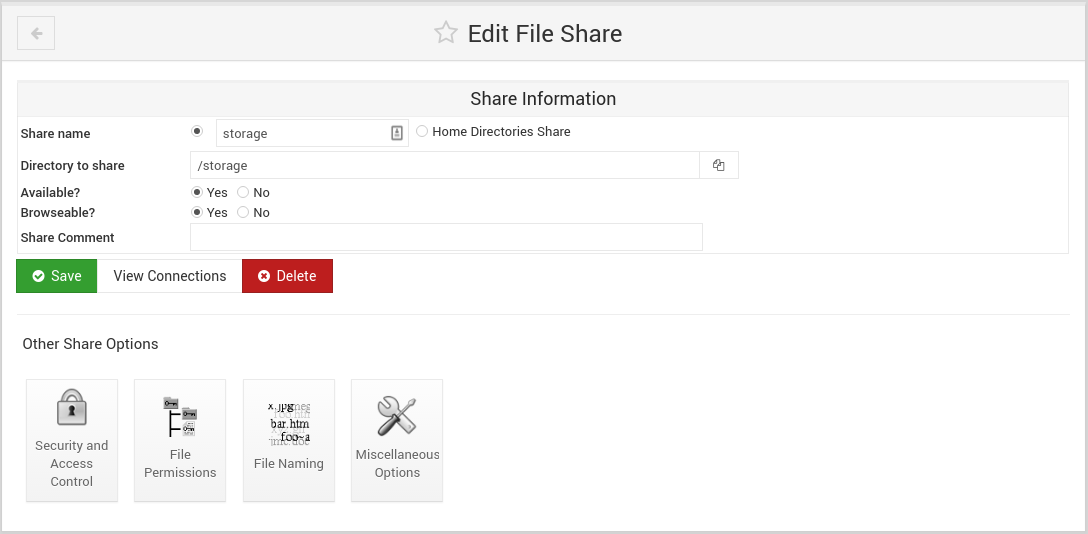 Edit File Share
Share Information
Share name storage Home Directories Share
Directory to share /storage
Available? Yes No
Browseable? Yes No
Share Comment
Save View Connections Delete
Other Share Options
x.jpg
bar.htm
foo~a
Security and
Access
Control
File
Permissions
File Naming
Miscellaneous
Options